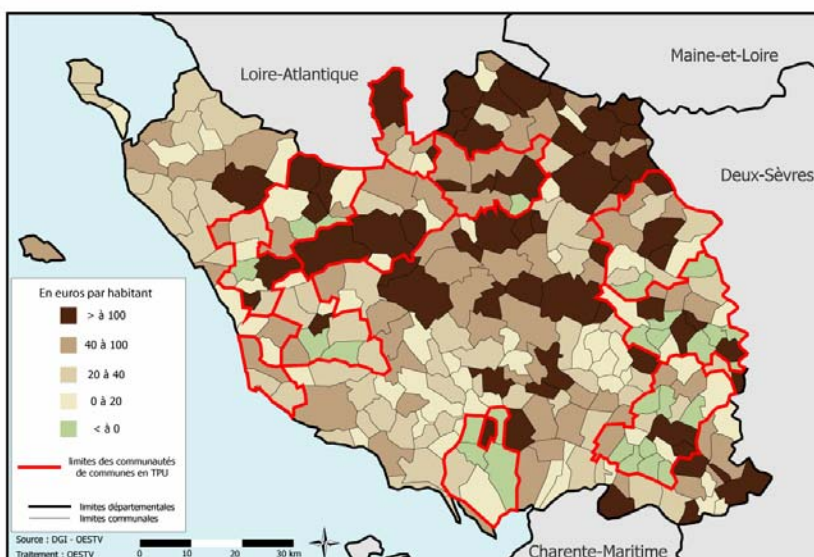 Maine-et-Loire
Loire-Atlantique
Deux-Sèvres
En euros par habitant
> à 100
40 à 100
20 à 40
0 à 20
< à 0
limites des communautés
de communes en TPU
limites départementales
limites communales
Source : DGI - OESTV
Traitement : OESTV
0 10 20 30 km
Charente-Maritime